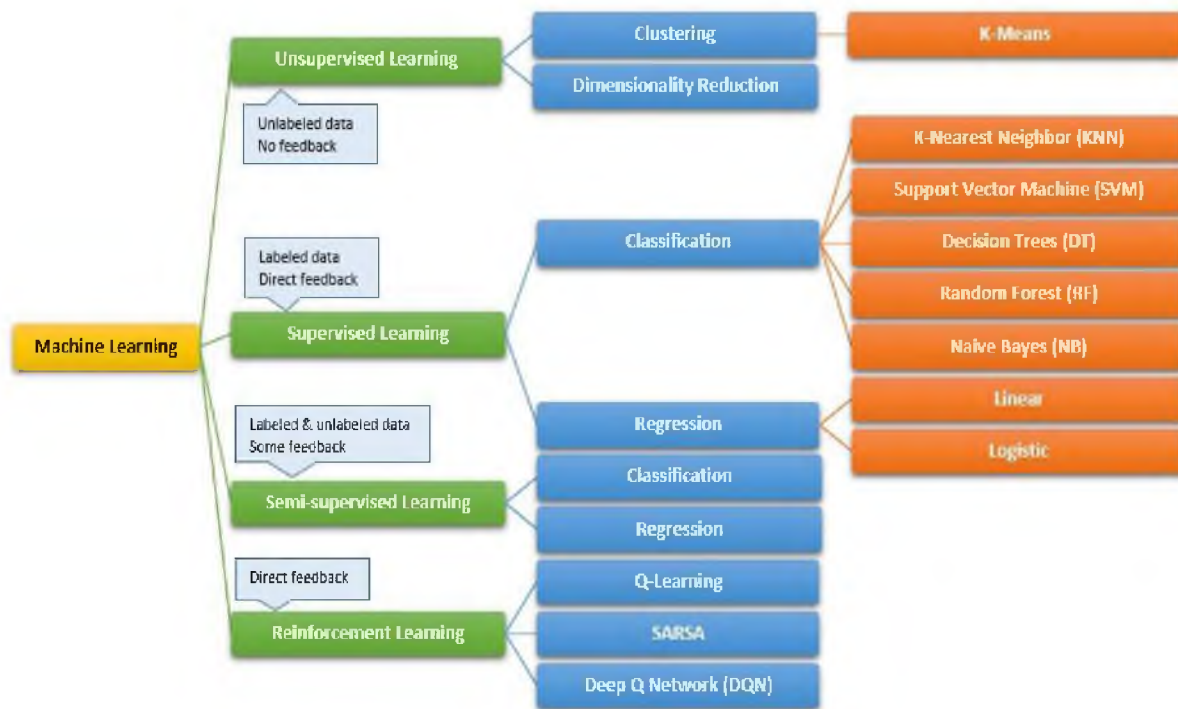 Machine Learning
Unsupervised Learning
Unlabeled data
No feedback
Clustering
K-Means
Dimensionality Reduction
Labeled data
Direct feedback
Supervised Learning
Classification
K-Nearest Neighbor (KNN)
Support Vector Machine (SVM)
Decision Trees (DT)
Random Forest (RF)
Naive Bayes (NB)
Regression
Linear
Logistic
Labeled & unlabeled data
Some feedback
Semi-supervised Learning
Classification
Regression
Direct feedback
Reinforcement Learning
Q-Learning
SARSA
Deep Q Network (DQN)